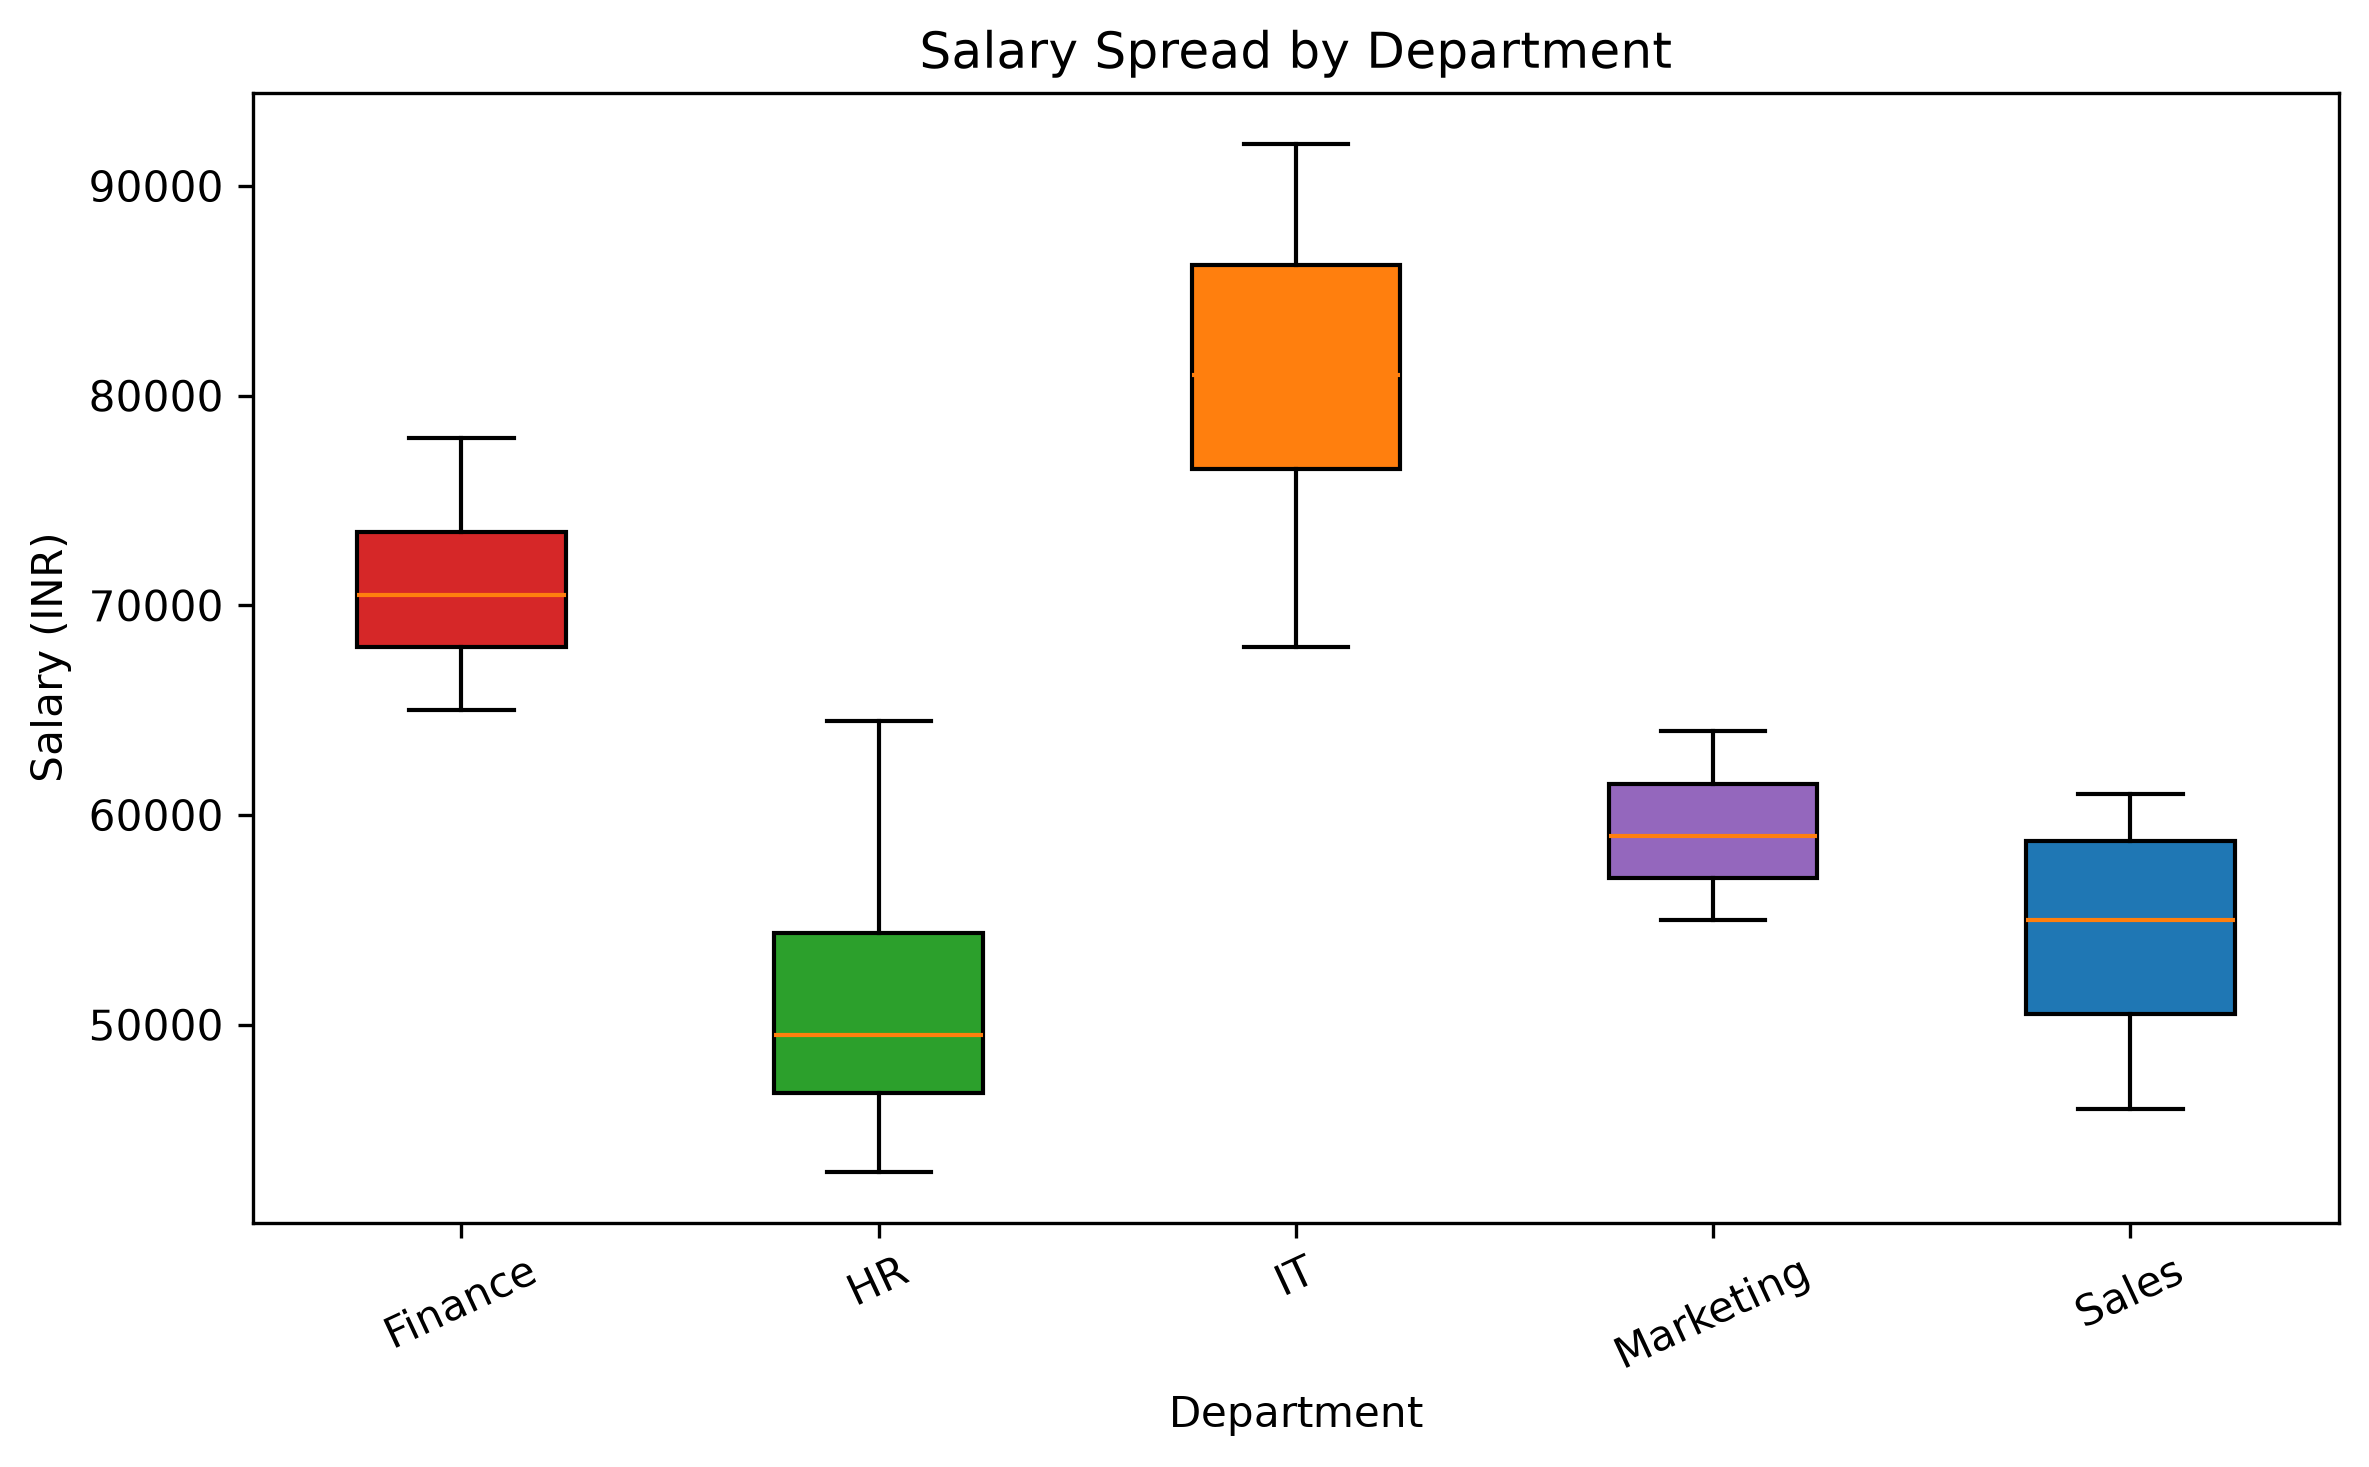 Salary Spread by Department
Salary (INR)
90000
80000
70000
60000
50000
Finance
HR
IT
Marketing
Sales
Department